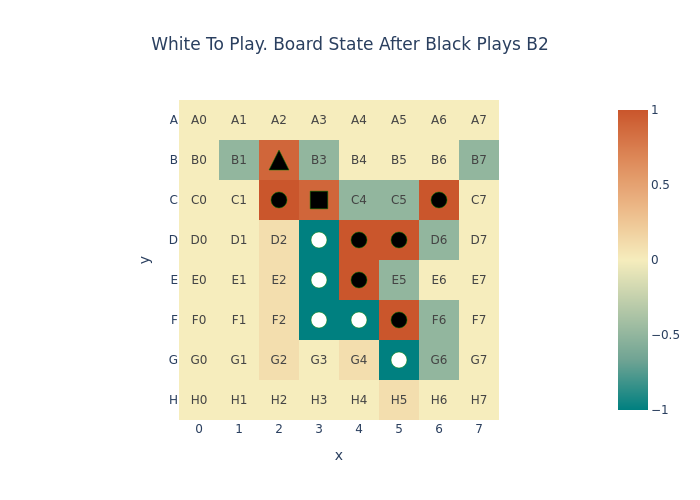 White To Play. Board State After Black Plays B2
A A0 A1 A2 A3 A4 A5 A6 A7
B B0 B1 B3 B4 B5 B6 B7
C C0 C1 C4 C5 C7
D D0 D1 D2 D6 D7
E E0 E1 E2 E5 E6 E7
F F0 F1 F2 F6 F7
G G0 G1 G2 G3 G4 G6 G7
H H0 H1 H2 H3 H4 H5 H6 H7
0 1 2 3 4 5 6 7
x
y
1
0.5
0
−0.5
−1